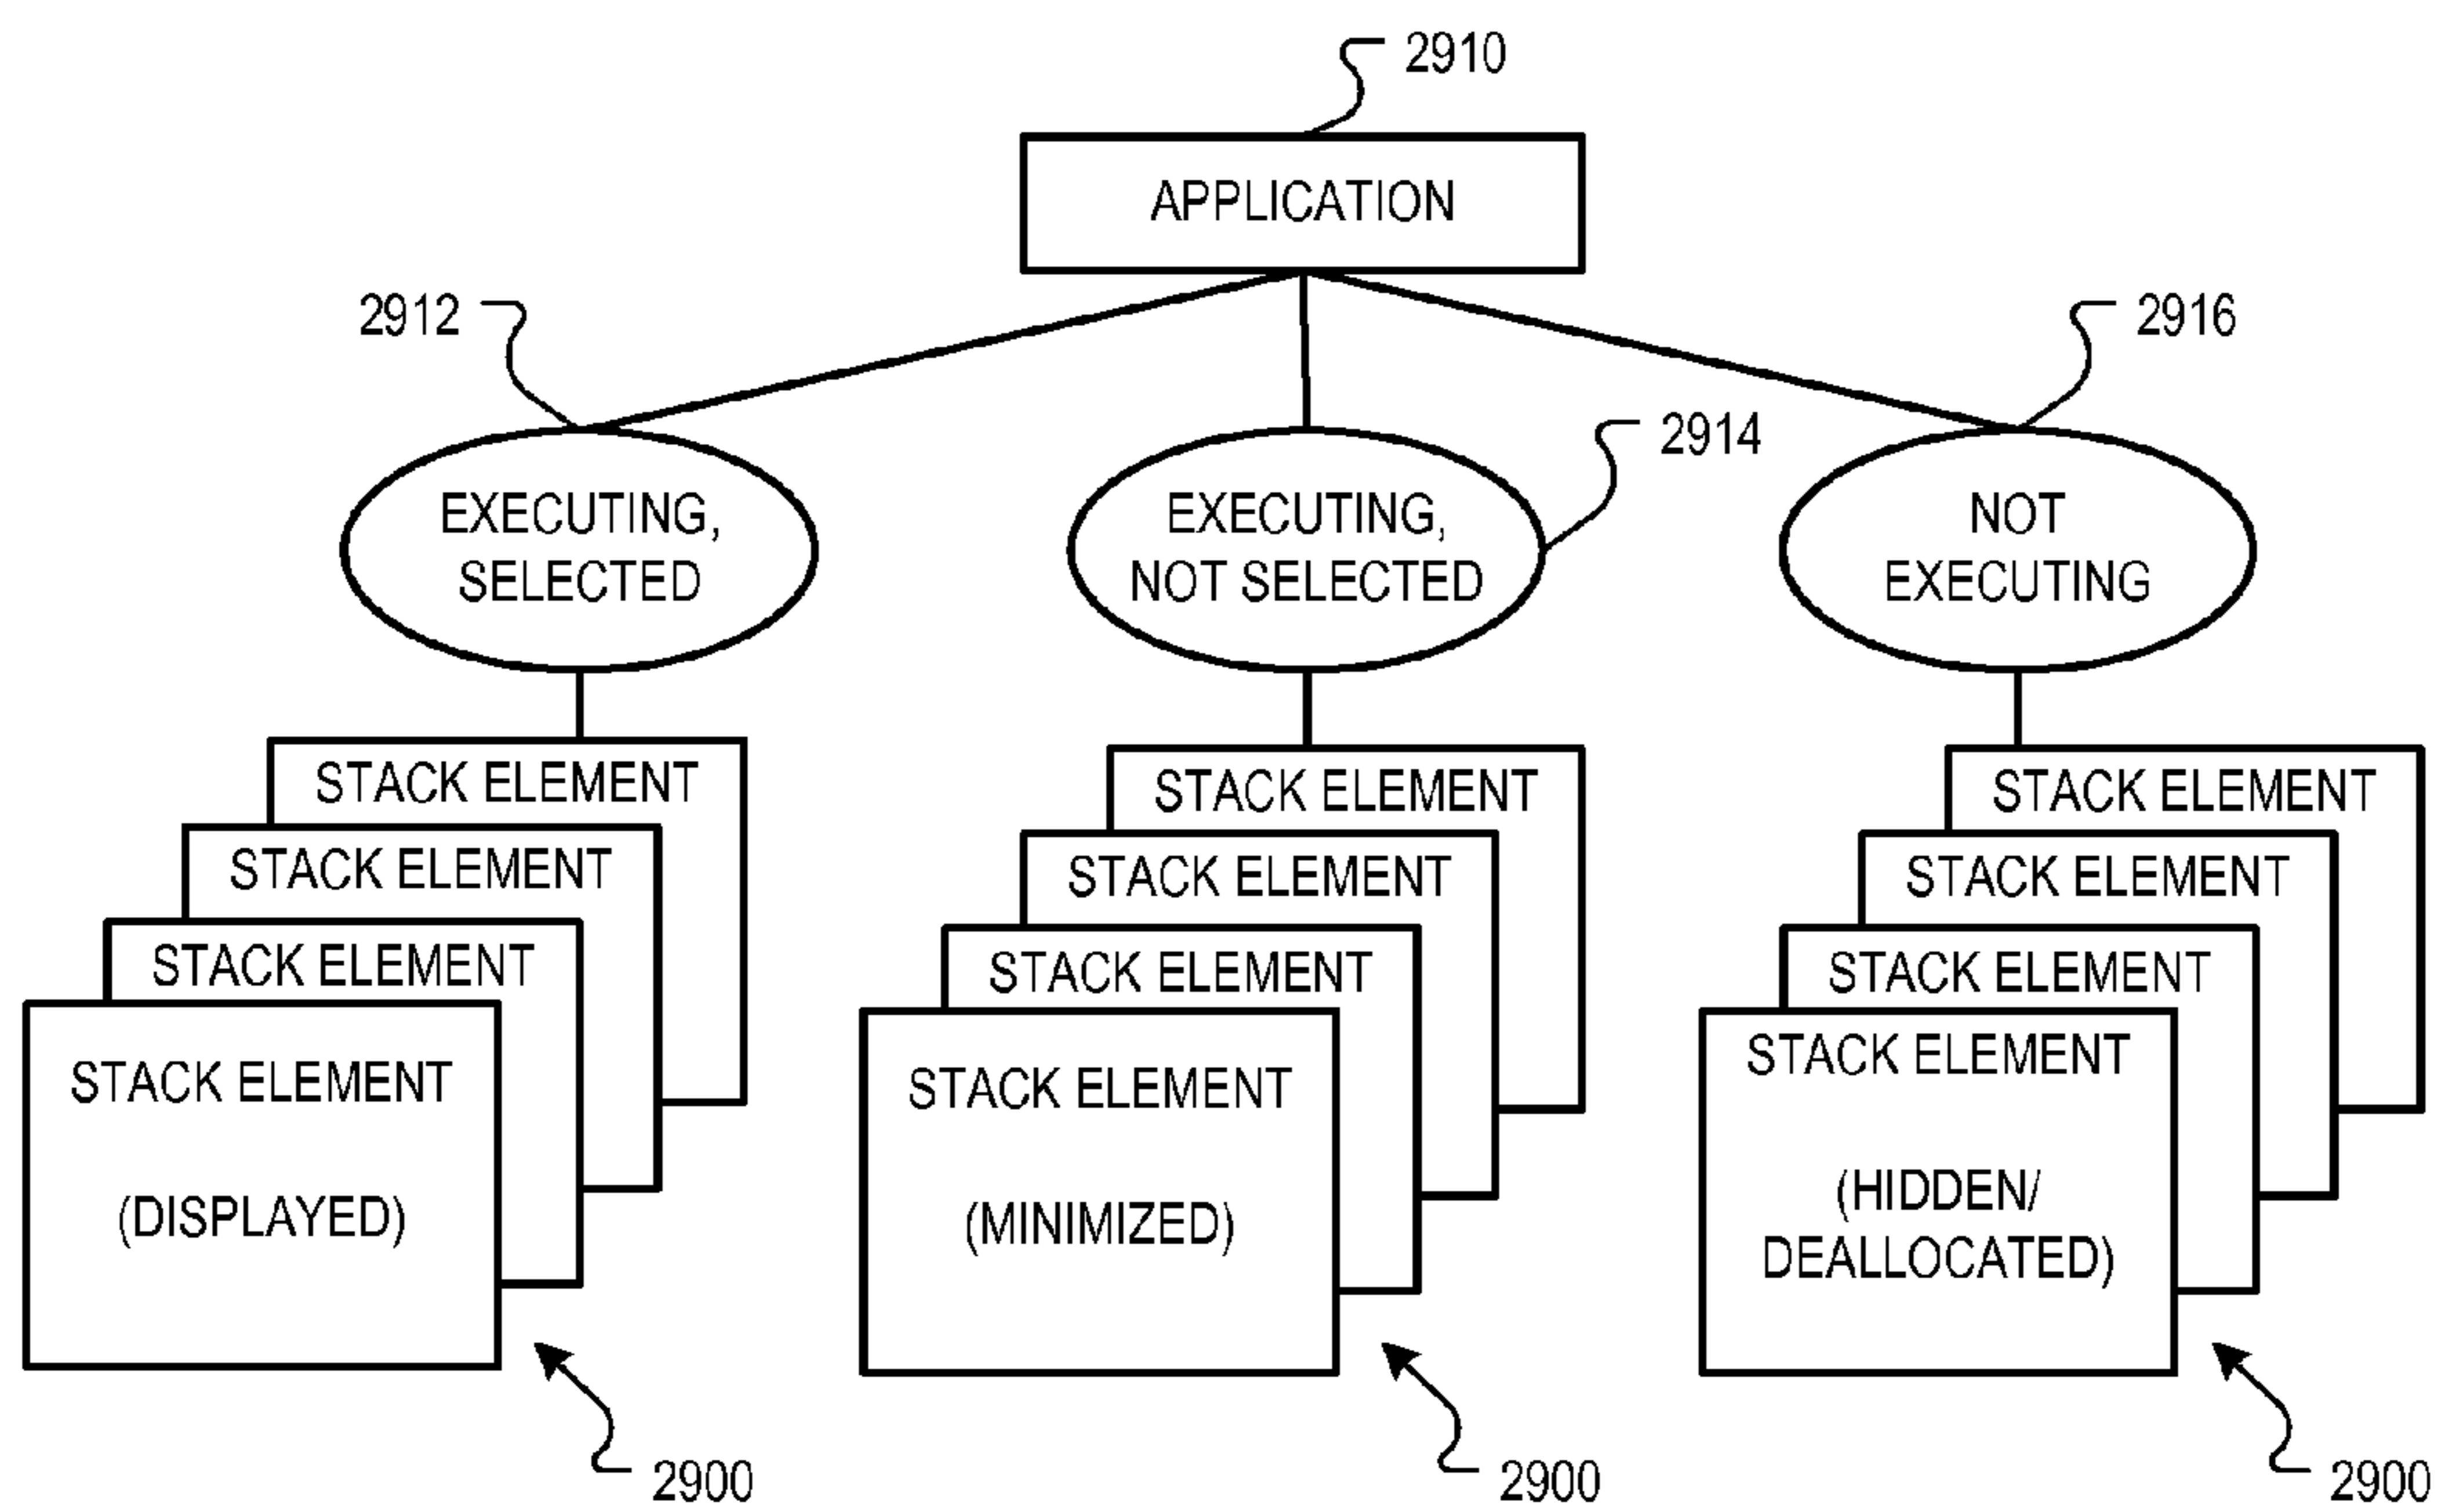 2910
APPLICATION
2912
2916
2914
EXECUTING,
SELECTED
EXECUTING,
NOT SELECTED
NOT
EXECUTING
STACK ELEMENT
STACK ELEMENT
STACK ELEMENT
STACK ELEMENT
(DISPLAYED)
2900
STACK ELEMENT
STACK ELEMENT
STACK ELEMENT
STACK ELEMENT
(MINIMIZED)
2900
STACK ELEMENT
STACK ELEMENT
STACK ELEMENT
STACK ELEMENT
(HIDDEN/
DEALLOCATED)
2900